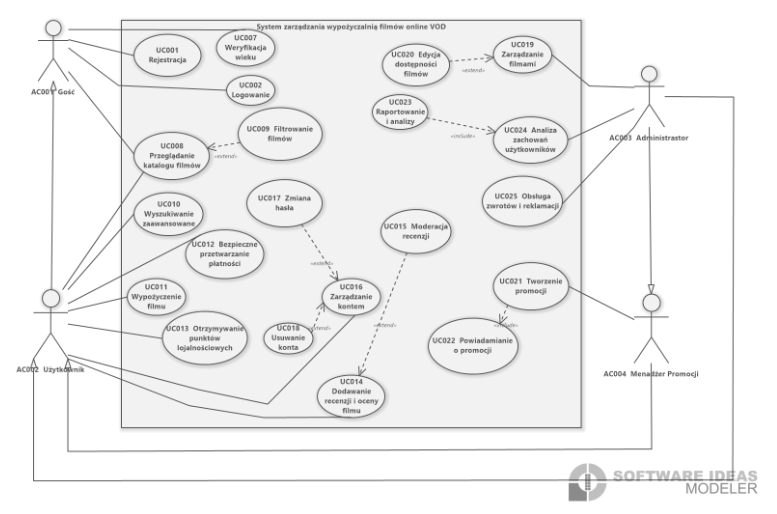 System zarządzania wypożyczalnią filmów online VOD
UC001
Rejestracja
UC007
Weryfikacja
wieku
UC020 Edycja
dostępności
filmów
«extend»
UC019
Zarządzanie
filmami
UC002
Logowanie
AC001 Gość
UC023
Raportowanie
i analizy
«include»
UC024 Analiza
zachowań
użytkowników
AC003 Administrastor
UC009 Filtrowanie
filmów
«extend»
UC008
Przeglądanie
katalogu filmów
UC017 Zmiana
hasła
UC025 Obsługa
zwrotów i reklamacji
UC010
Wyszukiwanie
zaawansowane
UC015 Moderacja
recenzji
UC012 Bezpieczne
przetwarzanie
płatności
«extend»
UC011
Wypożyczenie
filmu
UC016
Zarządzanie
kontem
UC021 Tworzenie
promocji
UC013 Otrzymywanie
punktów
lojalnościowych
UC018
Usuwanie
konta
«extend»
«extend»
«include»
UC022 Powiadamianie
o promocji
AC002 Użytkownik
AC004 Menadżer Promocji
UC014
Dodawanie
recenzji i oceny
filmu
SOFTWARE IDEAS
MODELER